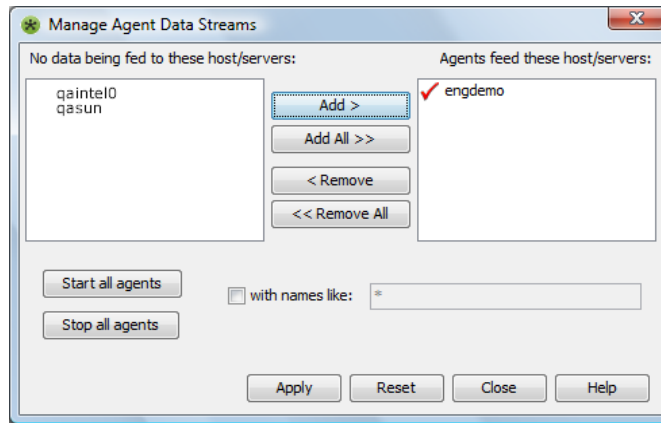 Manage Agent Data Streams
No data being fed to these host/servers:
Agents feed these host/servers:
qaintel0
qasun
Add >
Add All >>
< Remove
<< Remove All
engdemo
Start all agents
Stop all agents
with names like:
*
Apply
Reset
Close
Help